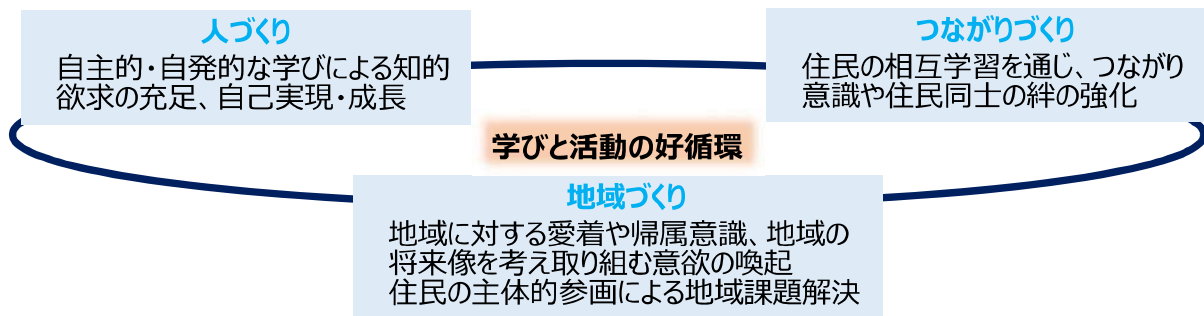 人づくり
自主的・自発的な学びによる知的
欲求の充足、自己実現・成長
つながりづくり
住民の相互学習を通じ、つながり
意識や住民同士の絆の強化
学びと活動の好循環
地域づくり
地域に対する愛着や帰属意識、地域の
将来像を考え取り組む意欲の喚起
住民の主体的参画による地域課題解決